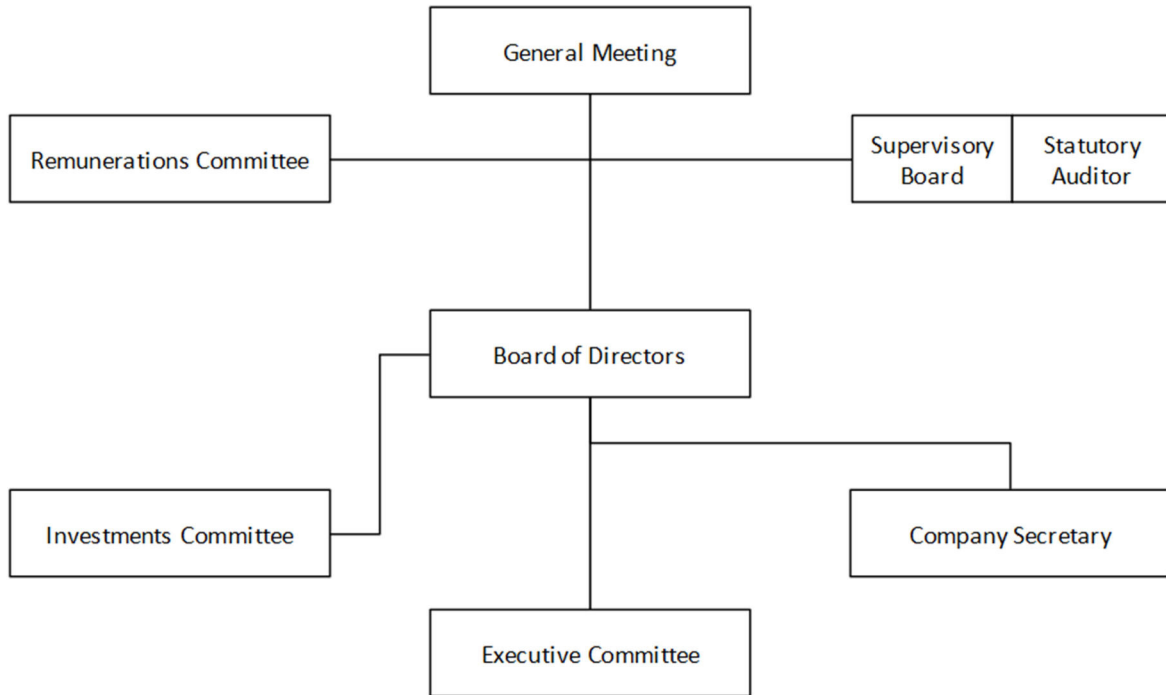 General Meeting
Remunerations Committee
Supervisory
Board
Statutory
Auditor
Board of Directors
Investments Committee
Company Secretary
Executive Committee